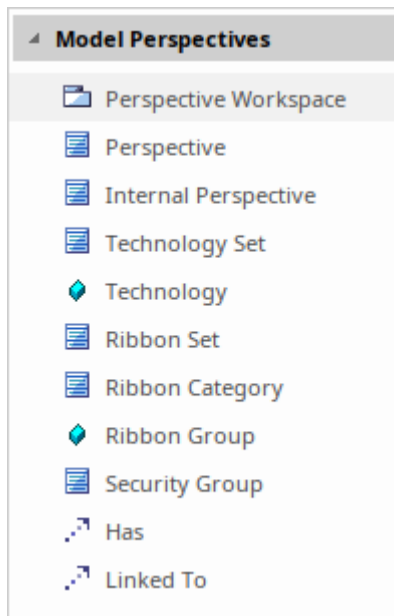 Model Perspectives
Perspective Workspace
Perspective
Internal Perspective
Technology Set
Technology
Ribbon Set
Ribbon Category
Ribbon Group
Security Group
Has
Linked To